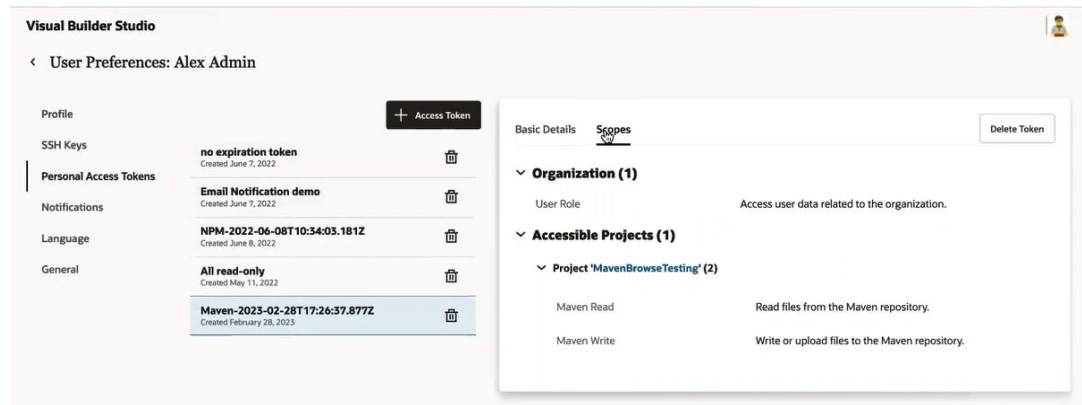 Visual Builder Studio
User Preferences: Alex Admin
Profile
SSH Keys
Personal Access Tokens
Notifications
Language
General
+ Access Token
no expiration token
Created June 7, 2022
Email Notification demo
Created June 7, 2022
NPM-2022-06-08T10:34:03.181Z
Created June 8, 2022
All read-only
Created May 11, 2022
Maven-2023-02-28T17:26:37.877Z
Created February 28, 2023
Basic Details Scopes
Delete Token
Organization (1)
User Role Access user data related to the organization.
Accessible Projects (1)
Project 'MavenBrowseTesting' (2)
Maven Read Read files from the Maven repository.
Maven Write Write or upload files to the Maven repository.